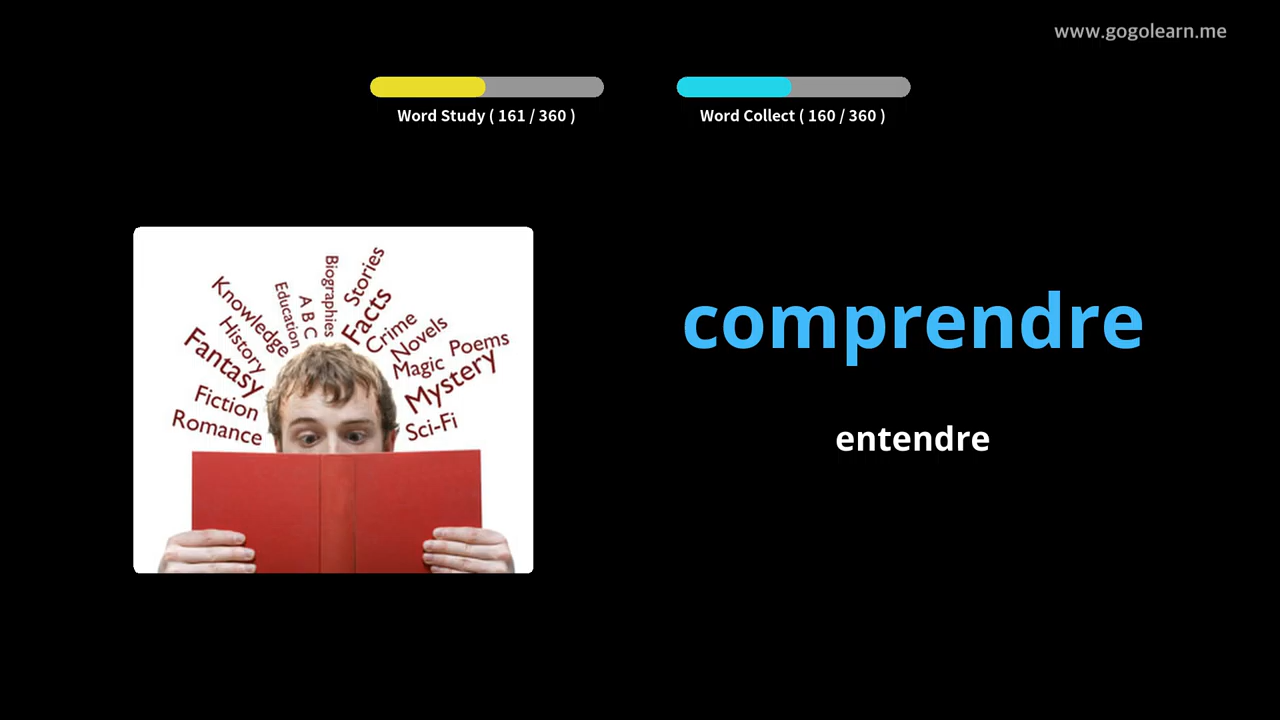 www.gogolearn.me
Word Study ( 161 / 360 )
Word Collect ( 160 / 360 )
Stories
Biographies
Education
A B C
Facts
Knowledge
Crime
History
Novels
Poems
Fantasy
Magic
Mystery
Fiction
Romance
Sci-Fi
comprendre
entendre